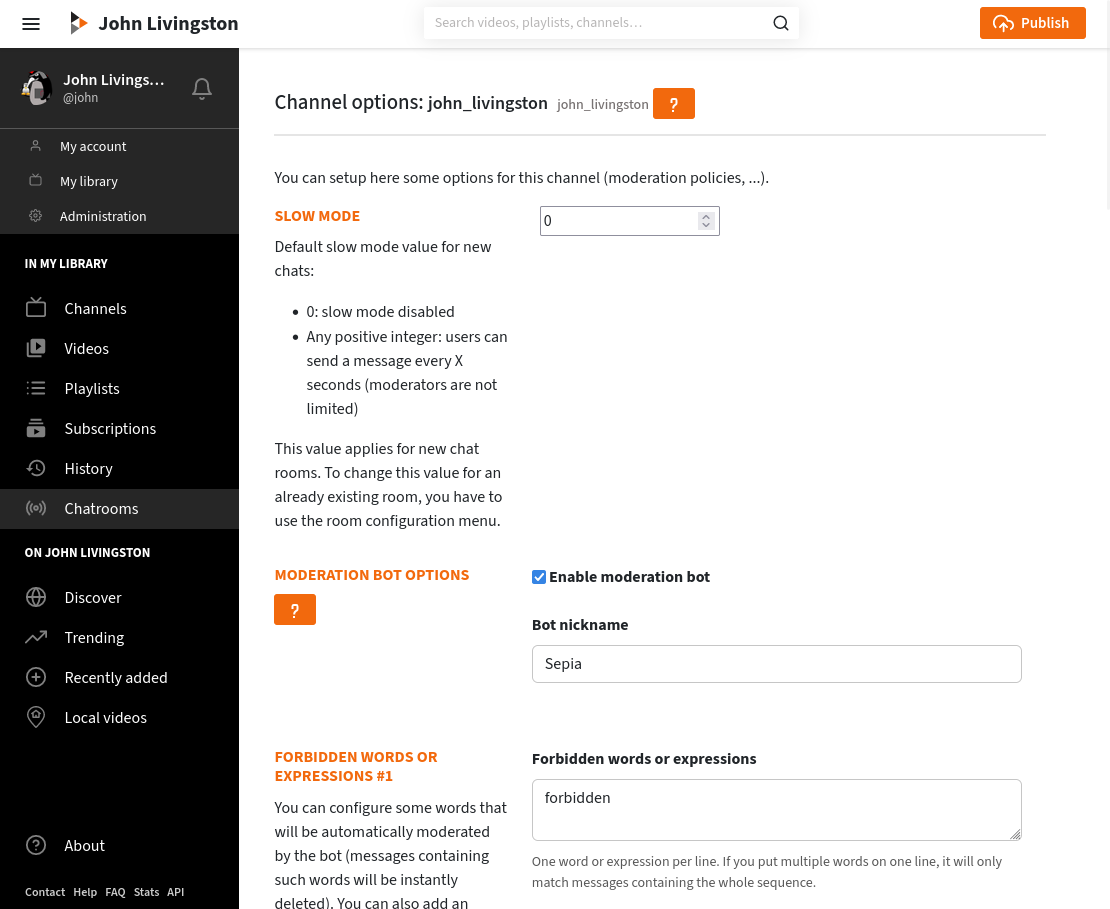 John Livingston
Search videos, playlists, channels…
Publish
John Livings…
@john
My account
My library
Administration
IN MY LIBRARY
Channels
Videos
Playlists
Subscriptions
History
Chatrooms
ON JOHN LIVINGSTON
Discover
Trending
Recently added
Local videos
About
Contact Help FAQ Stats API
Channel options: john_livingston john_livingston ?
You can setup here some options for this channel (moderation policies, ...).
SLOW MODE
Default slow mode value for new
chats:
• 0: slow mode disabled
• Any positive integer: users can
send a message every X
seconds (moderators are not
limited)
This value applies for new chat
rooms. To change this value for an
already existing room, you have to
use the room configuration menu.
0
MODERATION BOT OPTIONS
?
Enable moderation bot
Bot nickname
Sepia
FORBIDDEN WORDS OR
EXPRESSIONS #1
You can configure some words that
will be automatically moderated
by the bot (messages containing
such words will be instantly
deleted). You can also add an
Forbidden words or expressions
forbidden
One word or expression per line. If you put multiple words on one line, it will only
match messages containing the whole sequence.